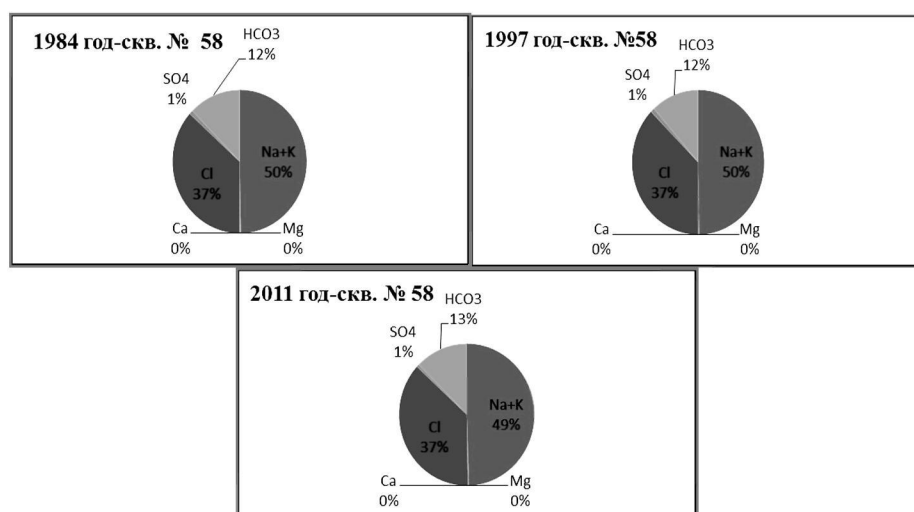 1984 год-скв. № 58
HCO3
12%
SO4
1%
Na+K
50%
Cl
37%
Ca
0%
Mg
0%
1997 год-скв. №58
HCO3
12%
SO4
1%
Na+K
50%
Cl
37%
Ca
0%
Mg
0%
2011 год-скв. № 58
HCO3
13%
SO4
1%
Na+K
49%
Cl
37%
Ca
0%
Mg
0%